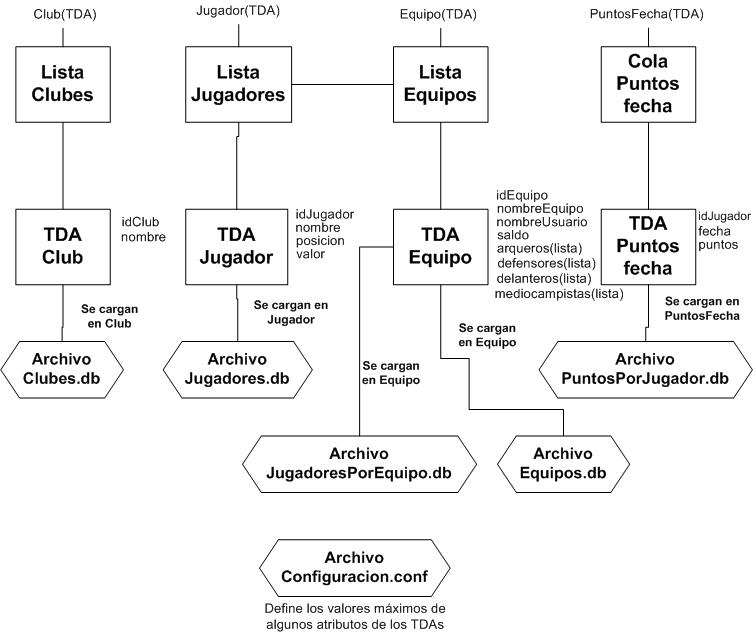 Club(TDA)
Jugador(TDA)
Equipo(TDA)
PuntosFecha(TDA)
Lista
Clubes
Lista
Jugadores
Lista
Equipos
Cola
Puntos
fecha
TDA
Club
idClub
nombre
TDA
Jugador
idJugador
nombre
posicion
valor
TDA
Equipo
idEquipo
nombreEquipo
nombreUsuario
saldo
arqueros(lista)
defensores(lista)
delanteros(lista)
mediocampistas(lista)
TDA
Puntos
fecha
idJugador
fecha
puntos
Se cargan
en Club
Se cargan en
Jugador
Se cargan
en Equipo
Se cargan
en Equipo
Se cargan en
PuntosFecha
Archivo
Clubes.db
Archivo
Jugadores.db
Archivo
PuntosPorJugador.db
Archivo
JugadoresPorEquipo.db
Archivo
Equipos.db
Archivo
Configuracion.conf
Define los valores máximos de
algunos atributos de los TDAs